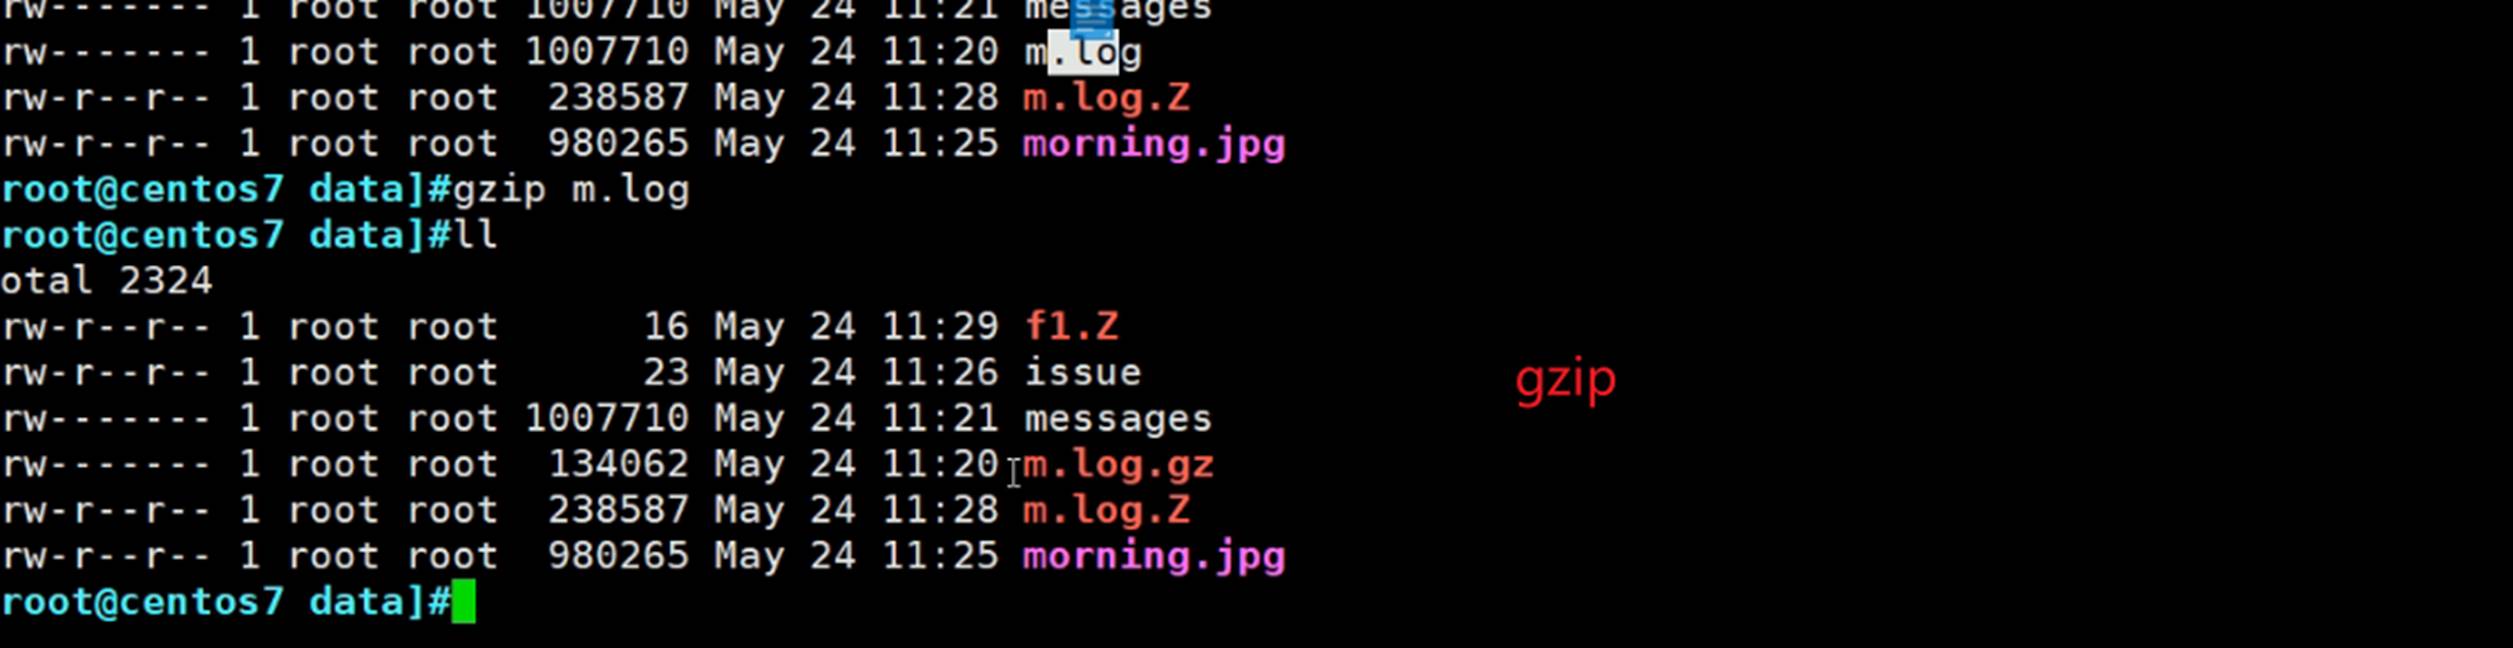 rw------- 1 root root 1007710 May 24 11:21 messages
rw------- 1 root root 1007710 May 24 11:20 m.log
rw-r--r-- 1 root root  238587 May 24 11:28 m.log.Z
rw-r--r-- 1 root root  980265 May 24 11:25 morning.jpg
root@centos7 data]#gzip m.log
root@centos7 data]#ll
otal 2324
rw-r--r-- 1 root root      16 May 24 11:29 f1.Z
rw-r--r-- 1 root root      23 May 24 11:26 issue
gzip
rw------- 1 root root 1007710 May 24 11:21 messages
rw------- 1 root root  134062 May 24 11:20 m.log.gz
rw-r--r-- 1 root root  238587 May 24 11:28 m.log.Z
rw-r--r-- 1 root root  980265 May 24 11:25 morning.jpg
root@centos7 data]#